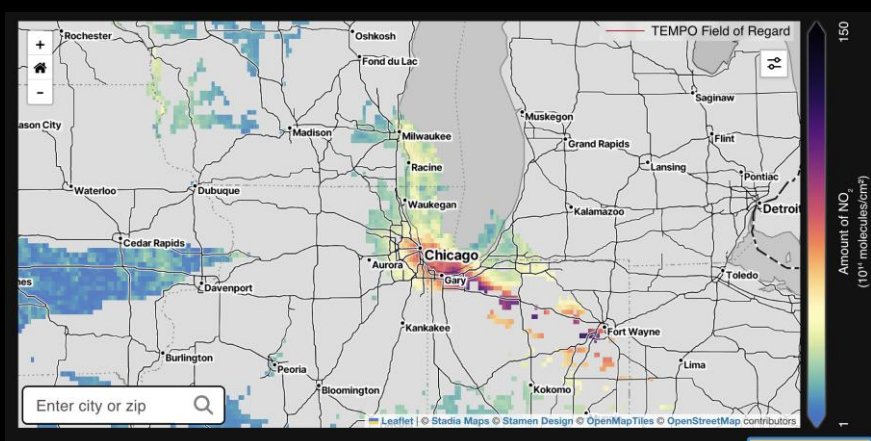 +
−
Rochester
Oshkosh
TEMPO Field of Regard
150
Fond du Lac
Saginaw
ason City
Madison
Milwaukee
Muskegon
Grand Rapids
Flint
Lansing
Pontiac
Racine
Waterloo
Dubuque
Waukegan
Kalamazoo
Detroit
Cedar Rapids
Chicago
Aurora
Gary
Toledo
nes
Davenport
Kankakee
Fort Wayne
Burlington
Peoria
Lima
Bloomington
Kokomo
Enter city or zip
Leaflet | © Stadia Maps © Stamen Design © OpenMapTiles © OpenStreetMap contributors
Amount of NO₂
1